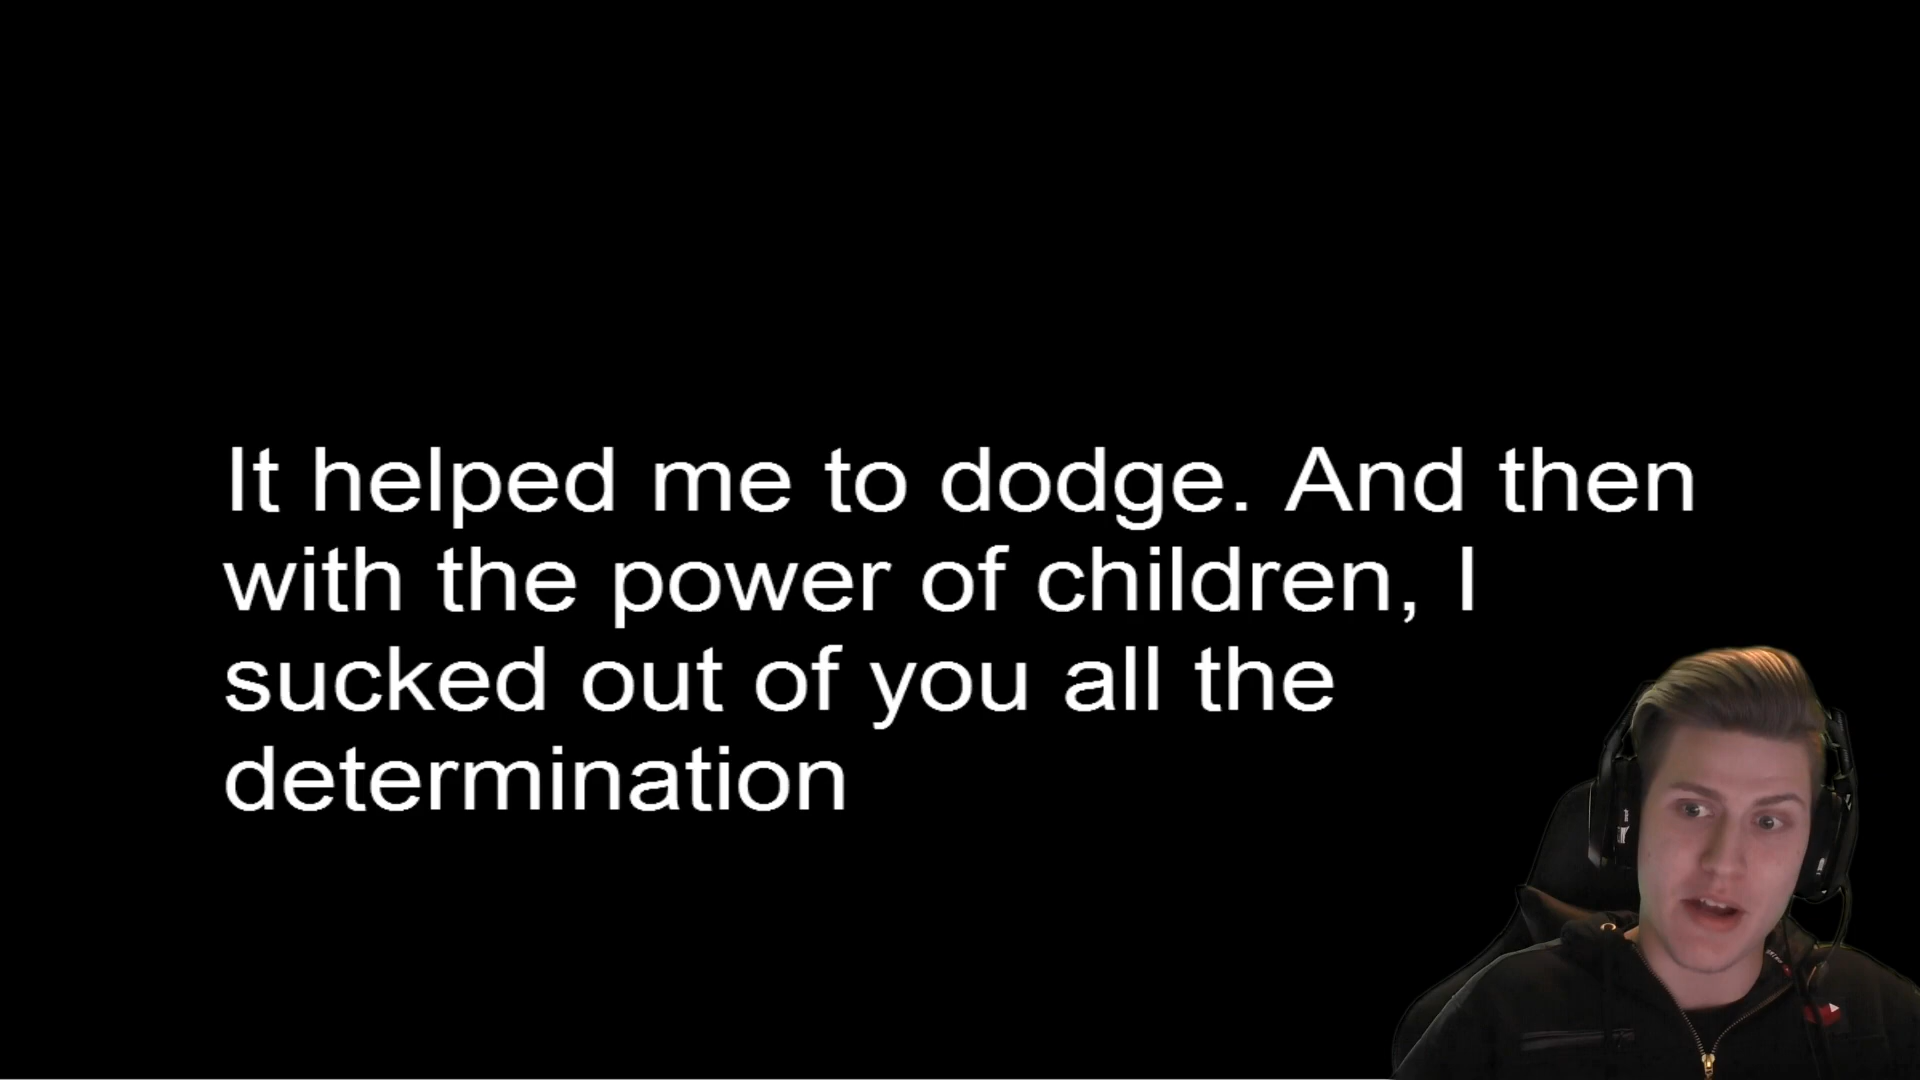 It helped me to dodge. And then
with the power of children, I
sucked out of you all the
determination